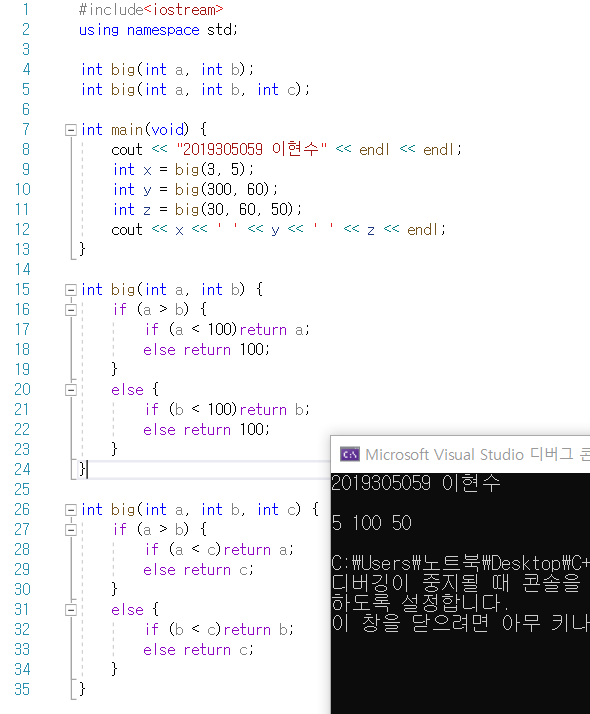 1 #include<iostream>
2 using namespace std;
3
4 int big(int a, int b);
5 int big(int a, int b, int c);
6
7 int main(void) {
8 cout << "2019305059 이현수" << endl << endl;
9 int x = big(3, 5);
10 int y = big(300, 60);
11 int z = big(30, 60, 50);
12 cout << x << ' ' << y << ' ' << z << endl;
13 }
14
15 int big(int a, int b) {
16 if (a > b) {
17 if (a < 100)return a;
18 else return 100;
19 }
20 else {
21 if (b < 100)return b;
22 else return 100;
23 }
24 }
25
26 int big(int a, int b, int c) {
27 if (a > b) {
28 if (a < c)return a;
29 else return c;
30 }
31 else {
32 if (b < c)return b;
33 else return c;
34 }
35 }
Microsoft Visual Studio 디버그 콘
2019305059 이현수
5 100 50
C:₩Users₩노트북₩Desktop₩C+
디버깅이 중지될 때 콘솔을
하도록 설정합니다.
이 창을 닫으려면 아무 키나